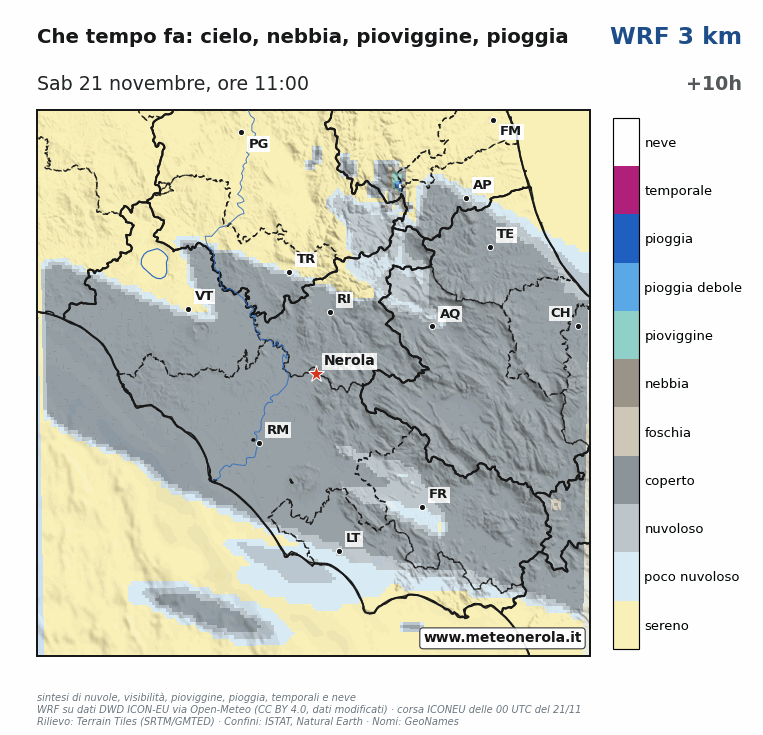 Che tempo fa: cielo, nebbia, pioviggine, pioggia
WRF 3 km
Sab 21 novembre, ore 11:00
+10h
PG
FM
AP
TE
TR
VT
RI
AQ
CH
Nerola
RM
FR
LT
www.meteonerola.it
neve
temporale
pioggia
pioggia debole
pioviggine
nebbia
foschia
coperto
nuvoloso
poco nuvoloso
sereno
sintesi di nuvole, visibilità, pioviggine, pioggia, temporali e neve
WRF su dati DWD ICON-EU via Open-Meteo (CC BY 4.0, dati modificati) · corsa ICONEU delle 00 UTC del 21/11
Rilievo: Terrain Tiles (SRTM/GMTED) · Confini: ISTAT, Natural Earth · Nomi: GeoNames